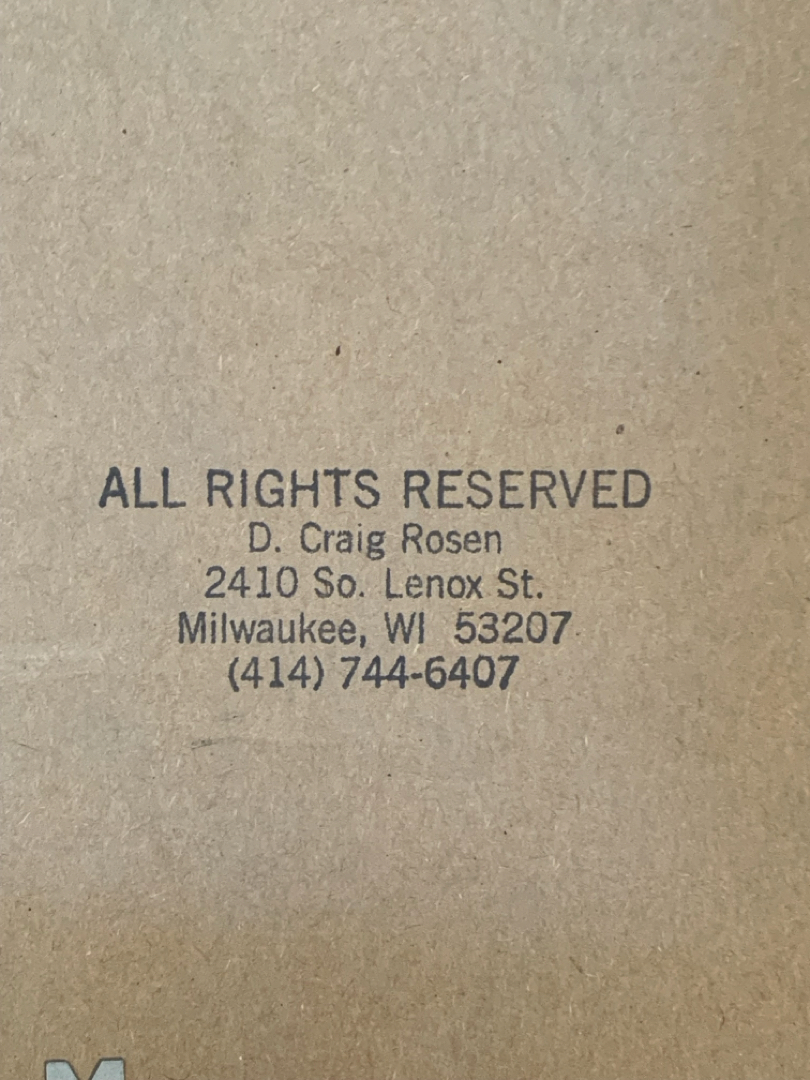 ALL RIGHTS RESERVED
D. Craig Rosen
2410 So. Lenox St.
Milwaukee, WI 53207
(414) 744-6407